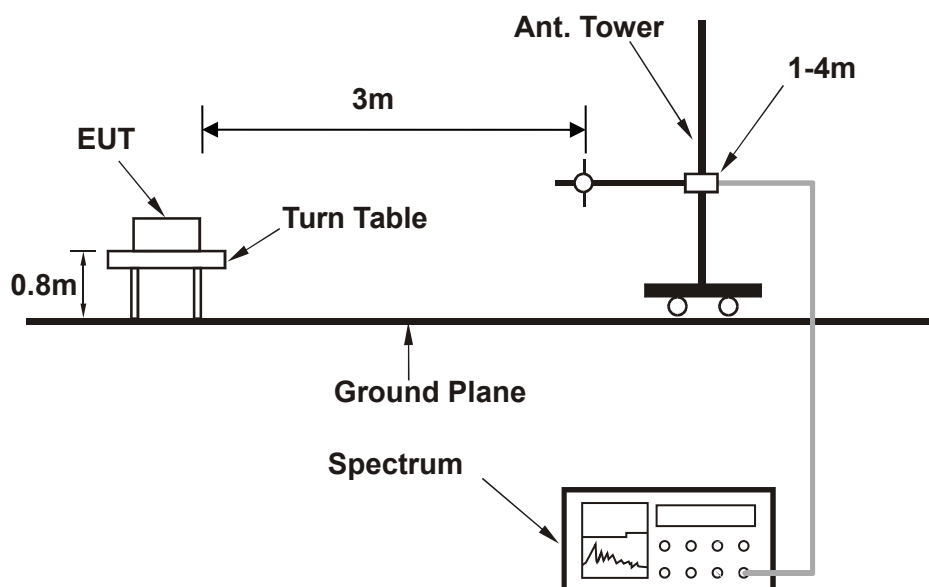 Ant. Tower
1-4m
3m
EUT
Turn Table
0.8m
Ground Plane
Spectrum